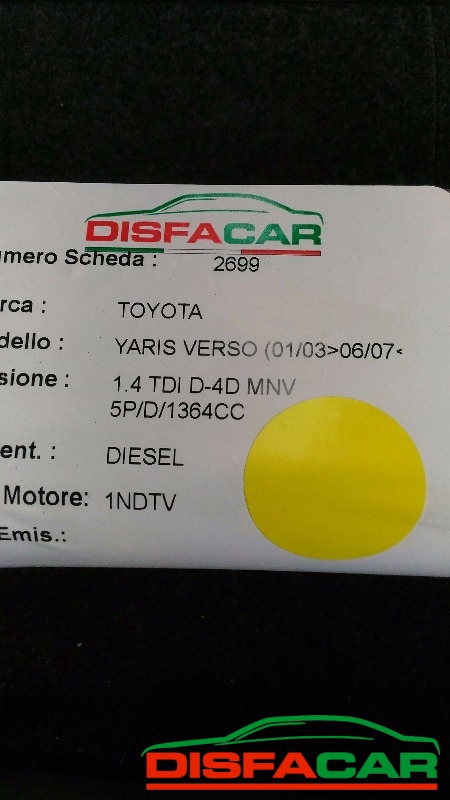 DISFACAR
umero Scheda : 2699
rca : TOYOTA
dello : YARIS VERSO (01/03>06/07<
sione : 1.4 TDI D-4D MNV
5P/D/1364CC
ent. : DIESEL
Motore: 1NDTV
Emis.:
DISFACAR